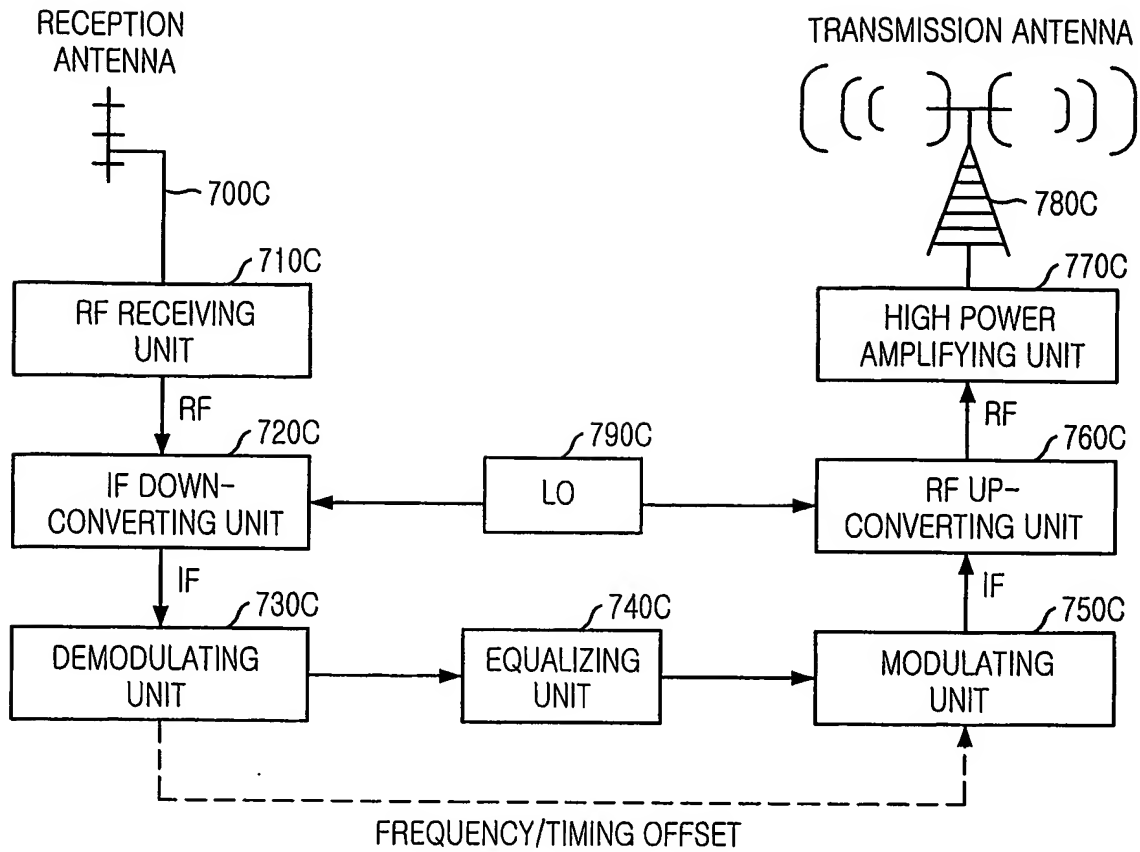 RECEPTION
ANTENNA
TRANSMISSION ANTENNA
700C
780C
710C
RF RECEIVING
UNIT
770C
HIGH POWER
AMPLIFYING UNIT
RF
RF
720C
IF DOWN-
CONVERTING UNIT
790C
LO
760C
RF UP-
CONVERTING UNIT
IF
IF
730C
DEMODULATING
UNIT
740C
EQUALIZING
UNIT
750C
MODULATING
UNIT
FREQUENCY/TIMING OFFSET